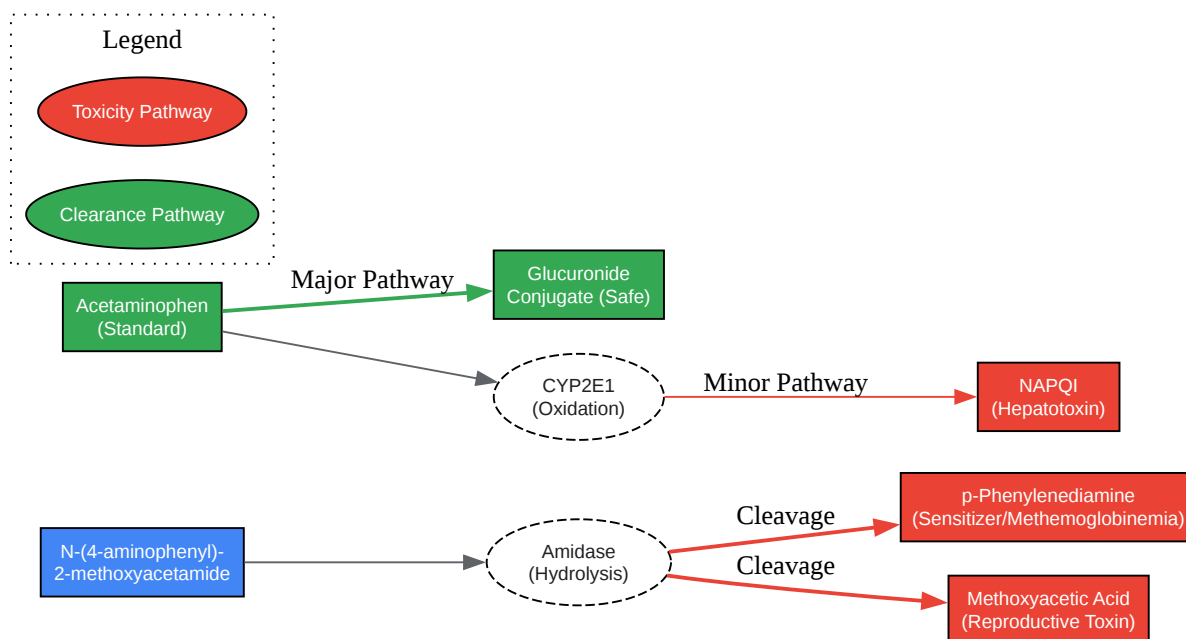 Legend
Toxicity Pathway
Clearance Pathway
Acetaminophen
(Standard)
Major Pathway
Glucuronide
Conjugate (Safe)
CYP2E1
(Oxidation)
Minor Pathway
NAPQI
(Hepatotoxin)
N-(4-aminophenyl)-
2-methoxyacetamide
Amidase
(Hydrolysis)
Cleavage
p-Phenylenediamine
(Sensitizer/Methemoglobinemia)
Cleavage
Methoxyacetic Acid
(Reproductive Toxin)